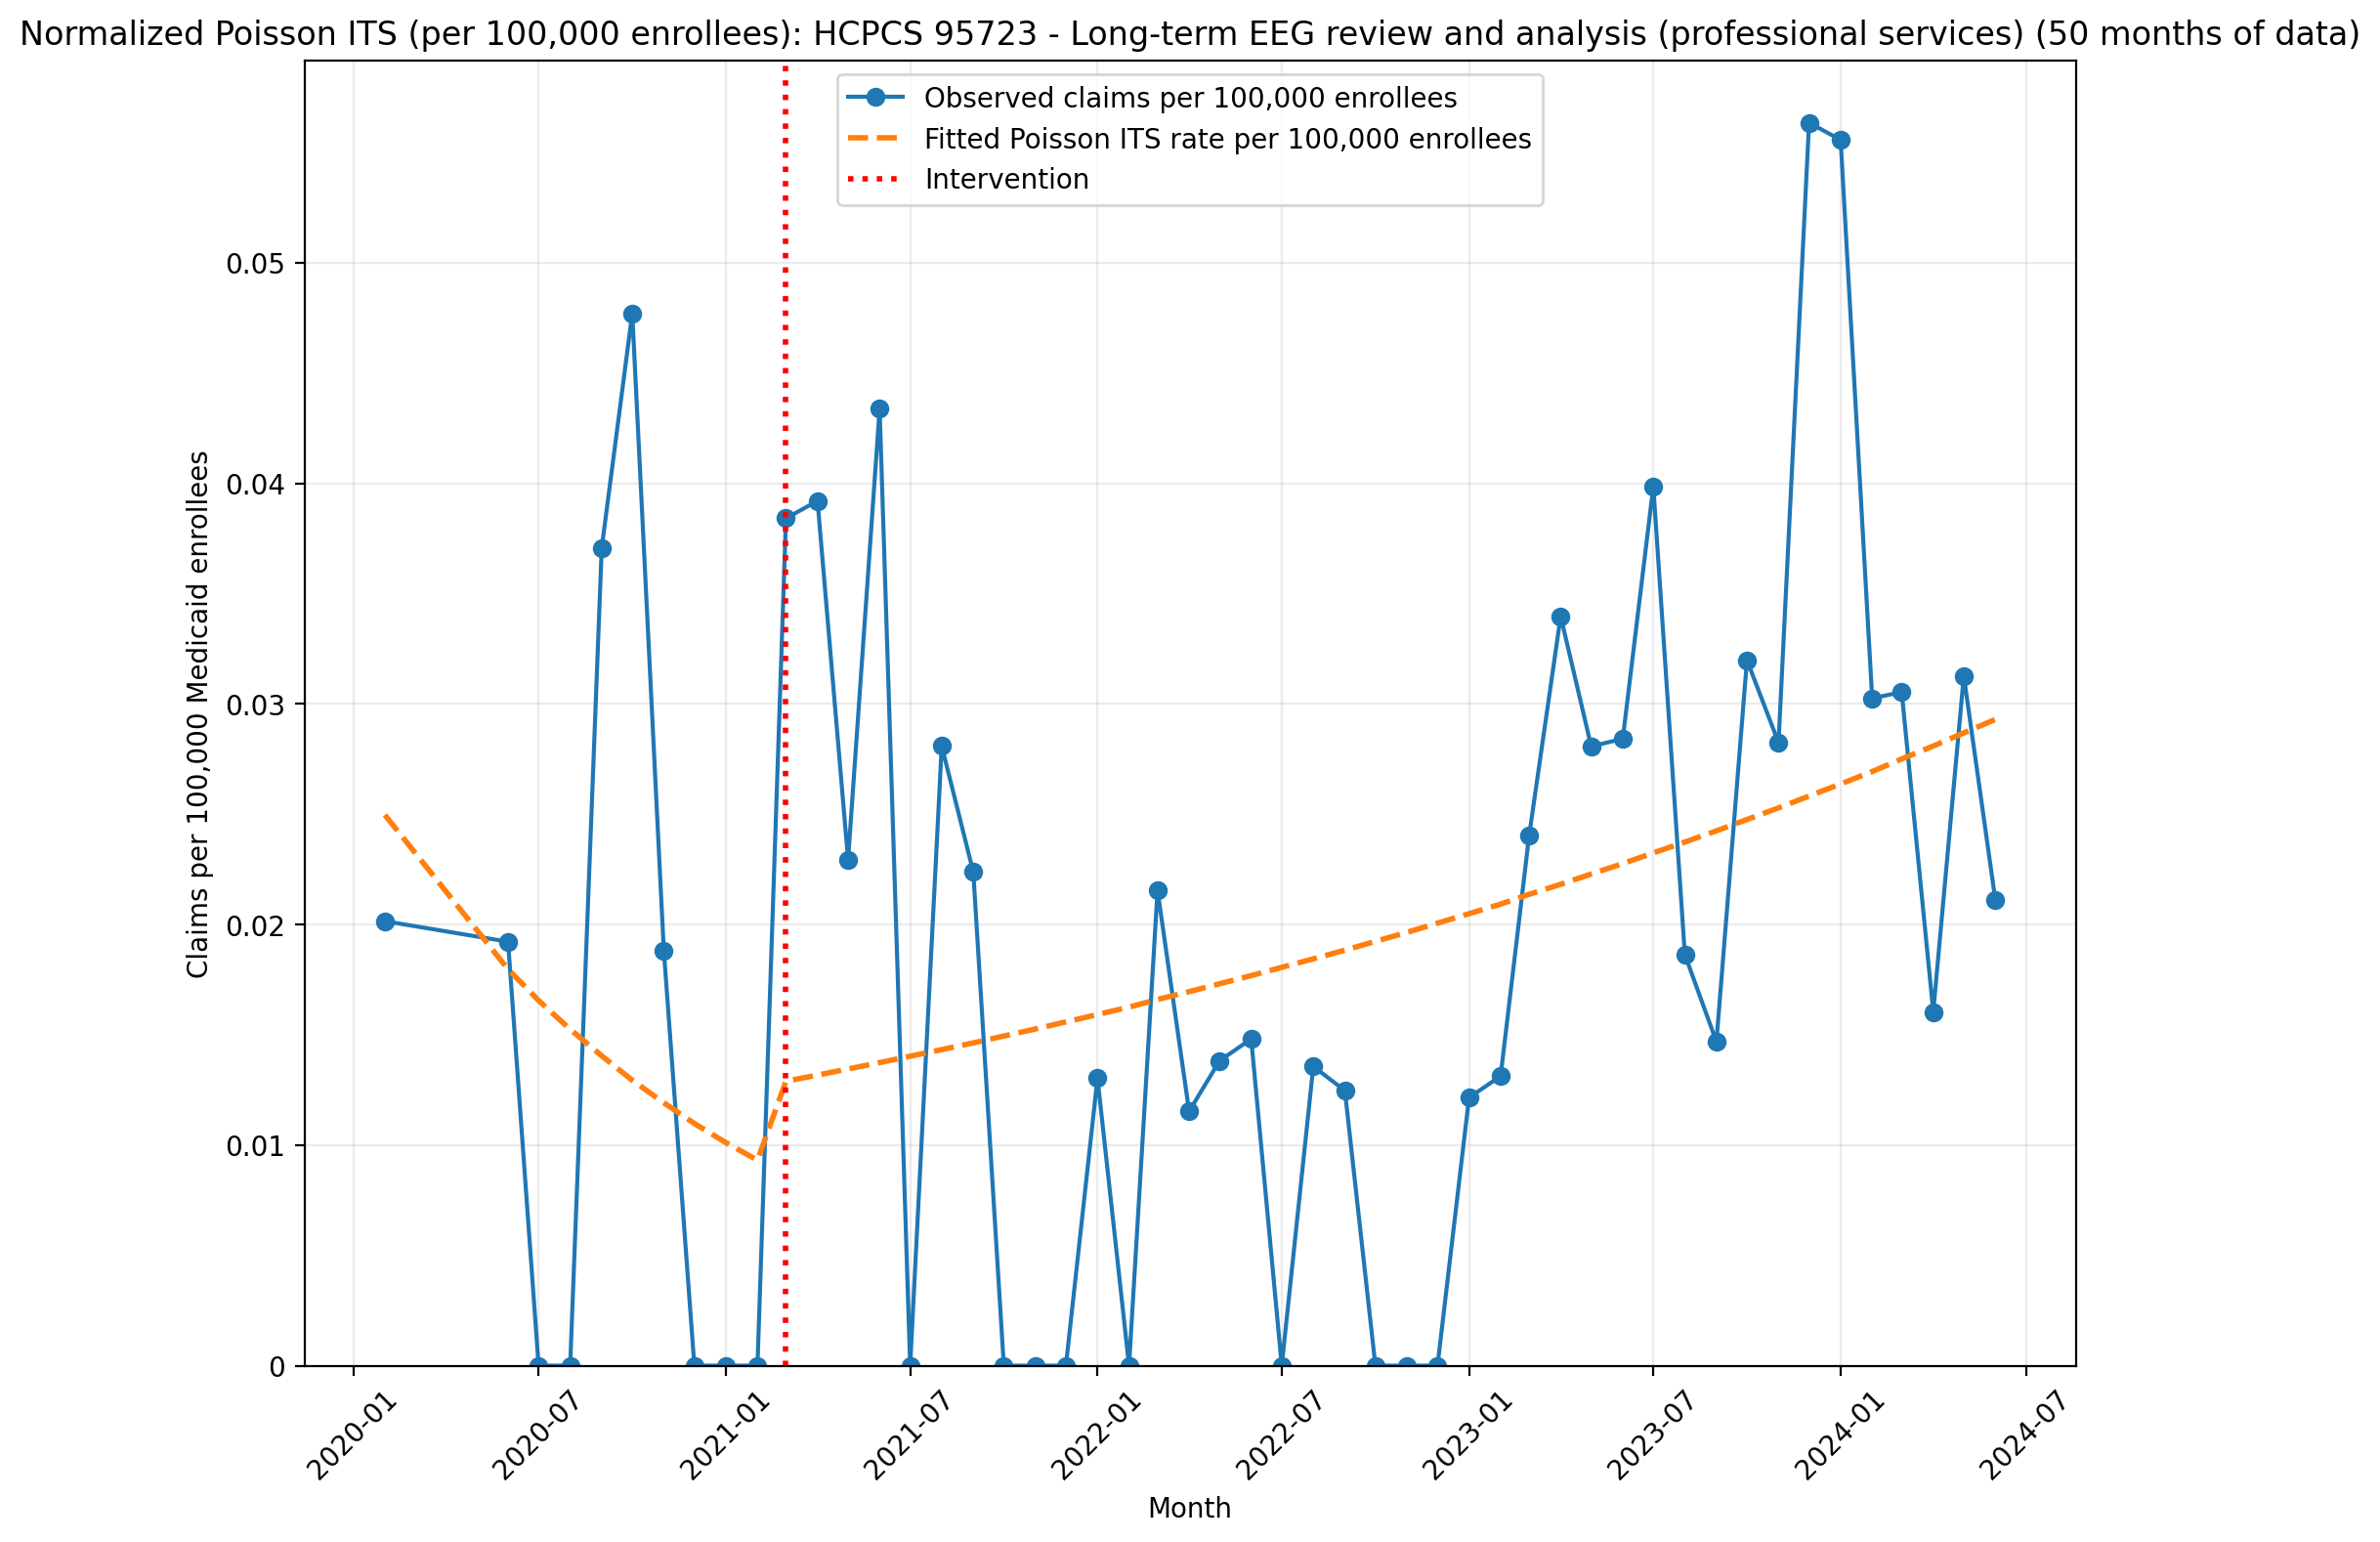 Normalized Poisson ITS (per 100,000 enrollees): HCPCS 95723 - Long-term EEG review and analysis (professional services) (50 months of data)
Observed claims per 100,000 enrollees
Fitted Poisson ITS rate per 100,000 enrollees
Intervention
Claims per 100,000 Medicaid enrollees
0.05
0.04
0.03
0.02
0.01
0
2020-01
2020-07
2021-01
2021-07
2022-01
2022-07
2023-01
2023-07
2024-01
2024-07
Month